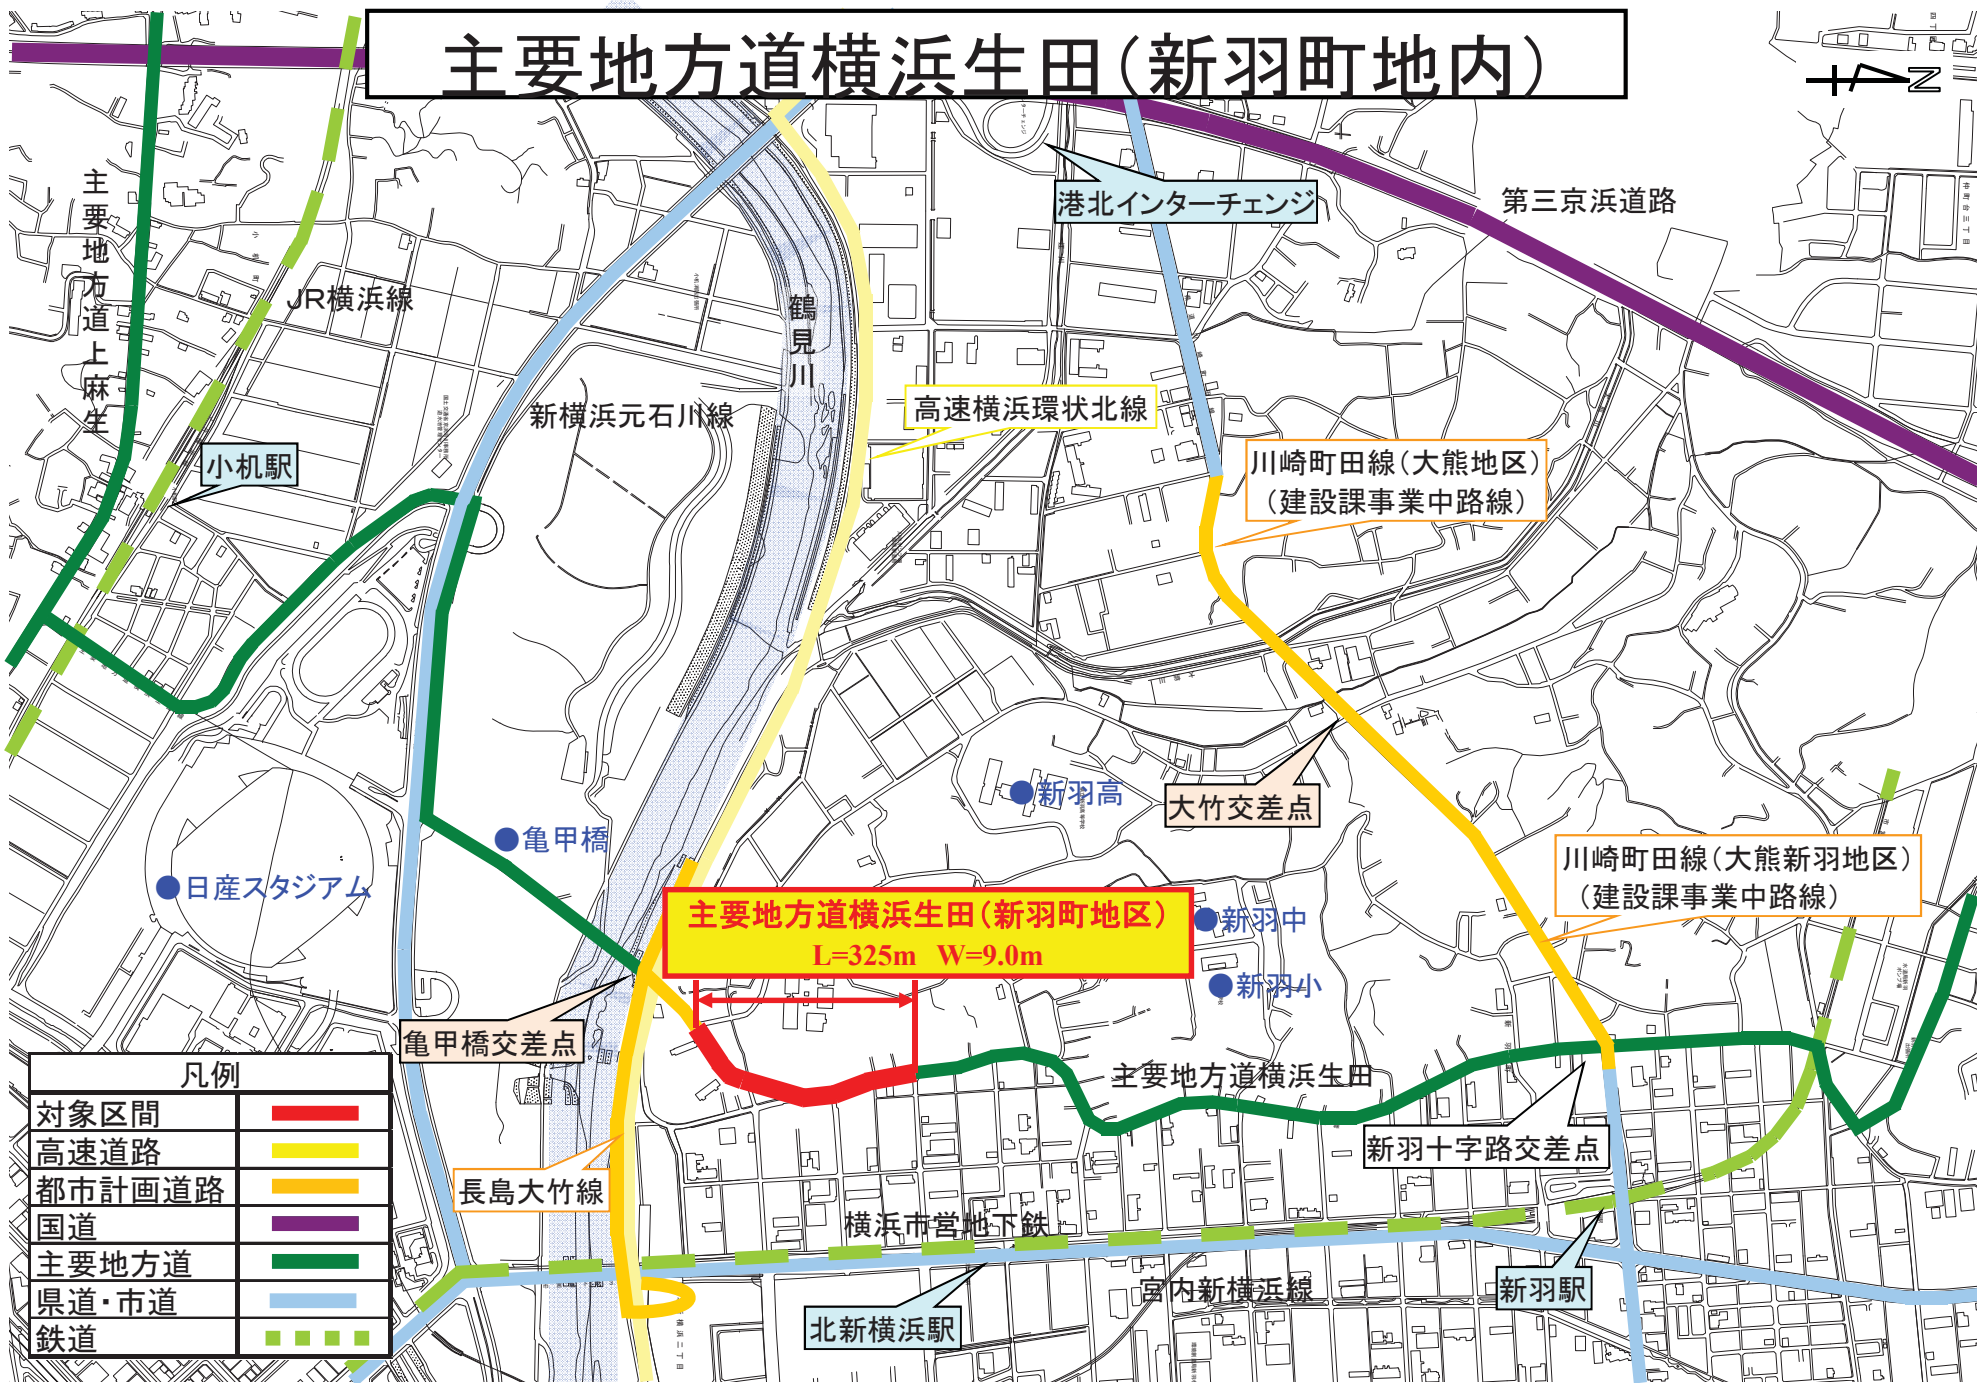 主要地方道横浜生田(新羽町地内)
N
主要地方道上麻生
JR横浜線
鶴見川
港北インターチェンジ
第三京浜道路
新横浜元石川線
高速横浜環状北線
小机駅
川崎町田線(大熊地区)
(建設課事業中路線)
新羽高
大竹交差点
亀甲橋
日産スタジアム
川崎町田線(大熊新羽地区)
(建設課事業中路線)
主要地方道横浜生田(新羽町地区)
L=325m W=9.0m
新羽中
新羽小
亀甲橋交差点
主要地方道横浜生田
新羽十字路交差点
長島大竹線
横浜市営地下鉄
宮内新横浜線
新羽駅
北新横浜駅
凡例
対象区間
高速道路
都市計画道路
国道
主要地方道
県道・市道
鉄道